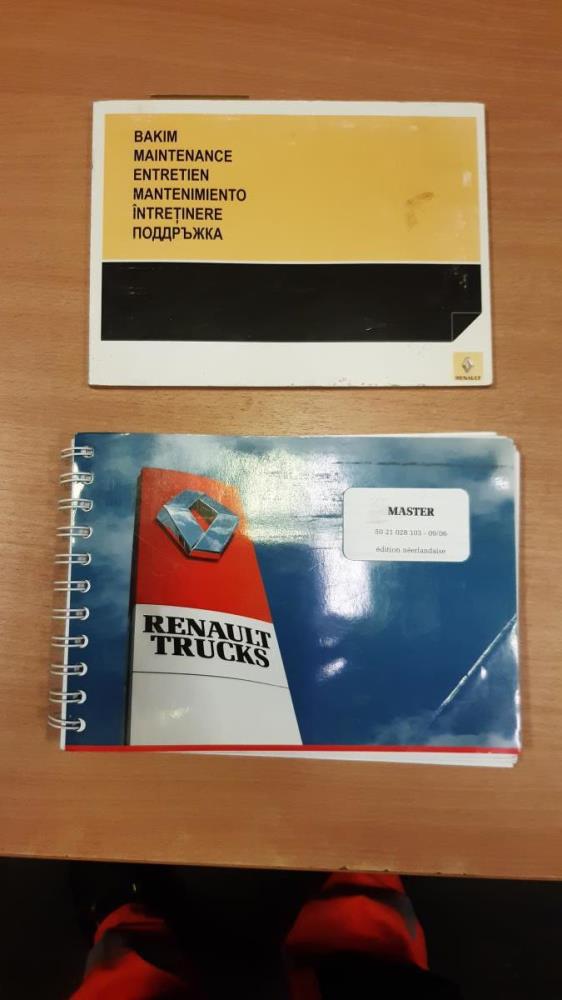 BAKIM
MAINTENANCE
ENTRETIEN
MANTENIMIENTO
ÎNTREȚINERE
ПОДДРЪЖКА
RENAULT
MASTER
50 21 028 103 - 09/06
édition néerlandaise
RENAULT
TRUCKS